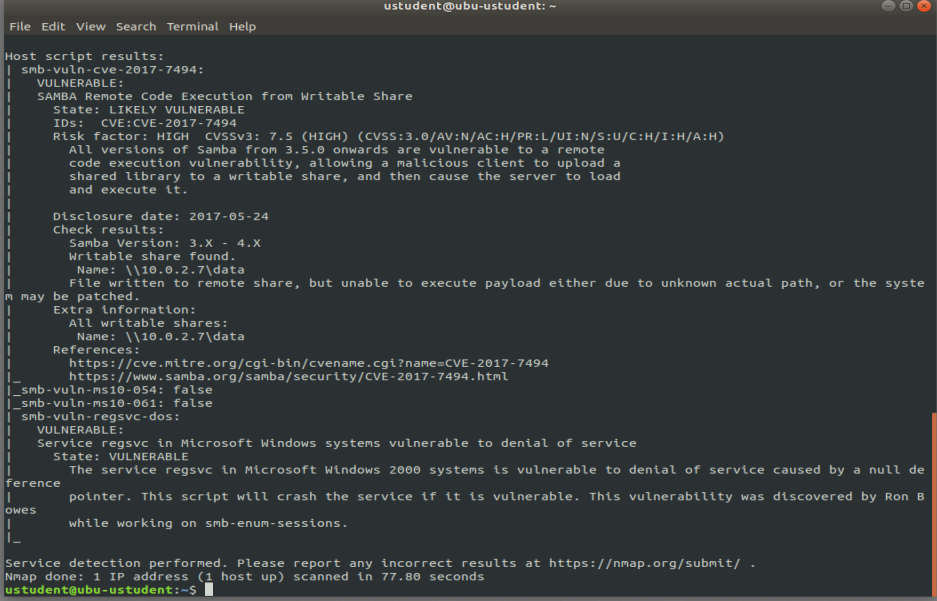 ustudent@ubu-ustudent: ~
File Edit View Search Terminal Help
Host script results:
| smb-vuln-cve-2017-7494:
|   VULNERABLE:
|   SAMBA Remote Code Execution from Writable Share
|     State: LIKELY VULNERABLE
|     IDs:  CVE:CVE-2017-7494
|     Risk factor: HIGH  CVSSv3: 7.5 (HIGH) (CVSS:3.0/AV:N/AC:H/PR:L/UI:N/S:U/C:H/I:H/A:H)
|       All versions of Samba from 3.5.0 onwards are vulnerable to a remote
|       code execution vulnerability, allowing a malicious client to upload a
|       shared library to a writable share, and then cause the server to load
|       and execute it.
|
|     Disclosure date: 2017-05-24
|     Check results:
|       Samba Version: 3.X - 4.X
|       Writable share found.
|        Name: \\10.0.2.7\data
|       File written to remote share, but unable to execute payload either due to unknown actual path, or the syste
m may be patched.
|     Extra information:
|       All writable shares:
|        Name: \\10.0.2.7\data
|     References:
|       https://cve.mitre.org/cgi-bin/cvename.cgi?name=CVE-2017-7494
|_      https://www.samba.org/samba/security/CVE-2017-7494.html
|_smb-vuln-ms10-054: false
|_smb-vuln-ms10-061: false
| smb-vuln-regsvc-dos:
|   VULNERABLE:
|   Service regsvc in Microsoft Windows systems vulnerable to denial of service
|     State: VULNERABLE
|       The service regsvc in Microsoft Windows 2000 systems is vulnerable to denial of service caused by a null de
ference
|       pointer. This script will crash the service if it is vulnerable. This vulnerability was discovered by Ron B
owes
|       while working on smb-enum-sessions.
|_
Service detection performed. Please report any incorrect results at https://nmap.org/submit/ .
Nmap done: 1 IP address (1 host up) scanned in 77.80 seconds
ustudent@ubu-ustudent:~$